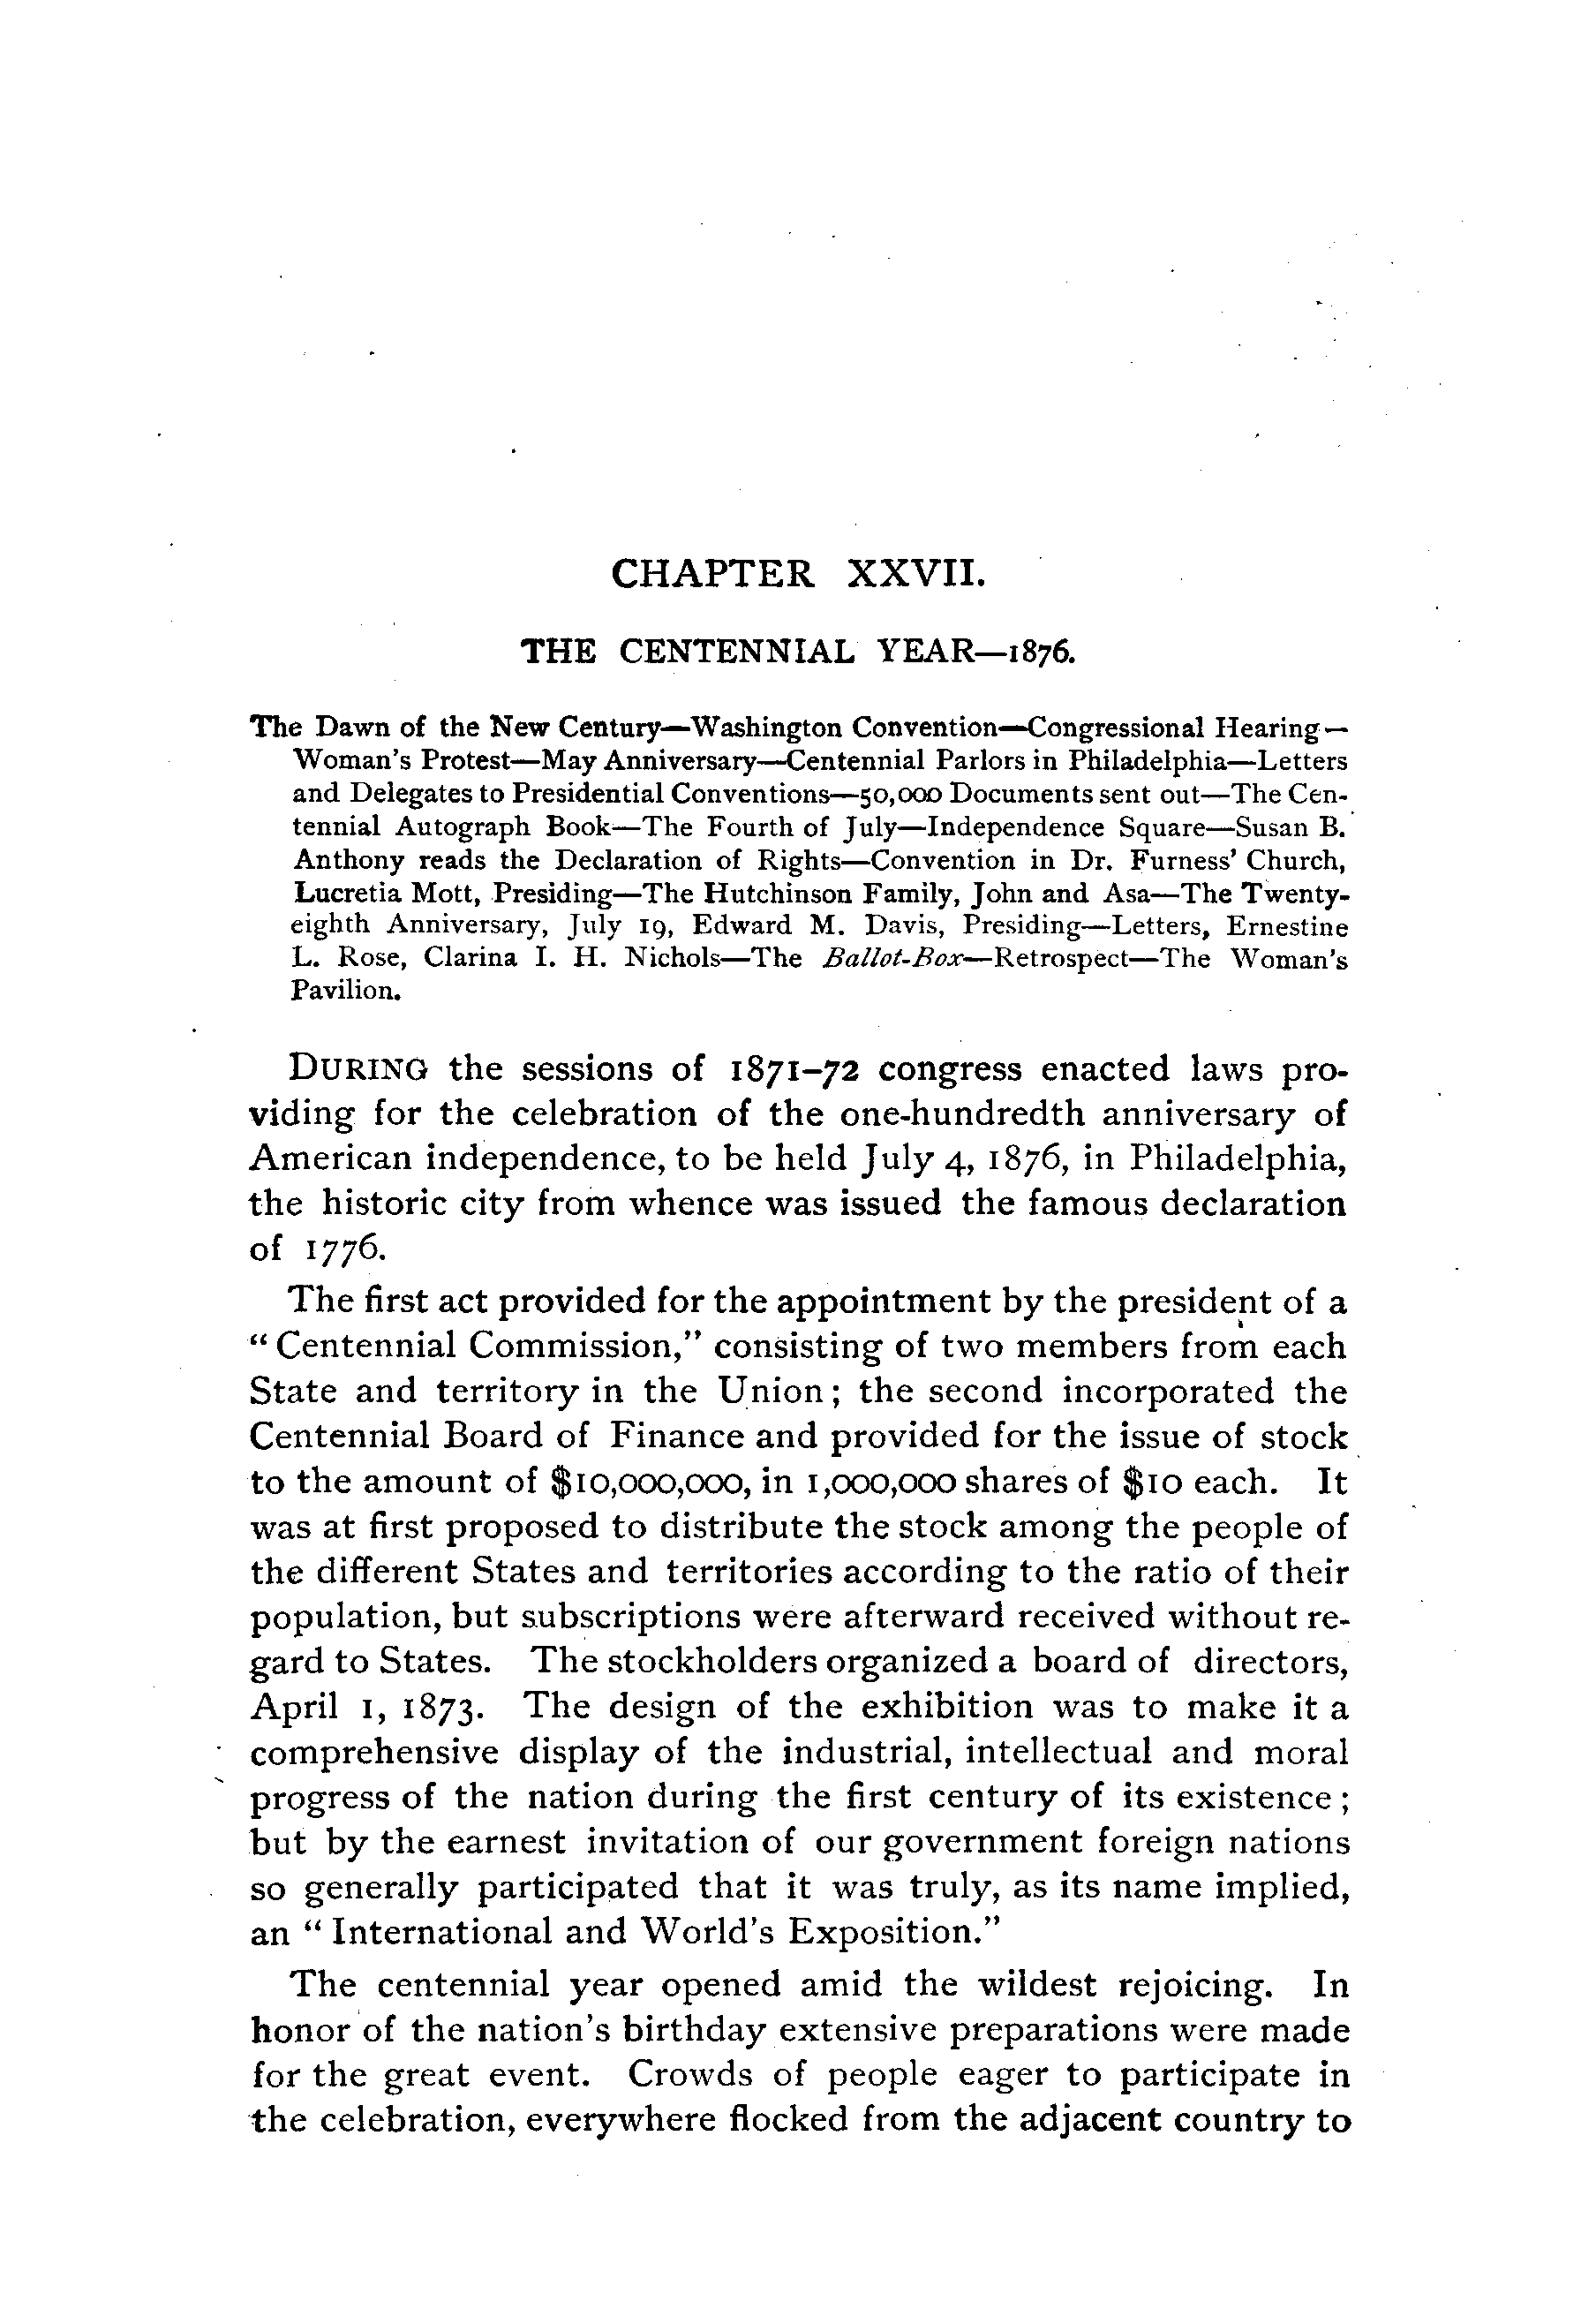 CHAPTER XXVII.
THE CENTENNIAL YEAR—1876.
The Dawn of the New Century—Washington Convention—Congressional Hearing—
Woman's Protest—May Anniversary—Centennial Parlors in Philadelphia—Letters
and Delegates to Presidential Conventions—50,000 Documents sent out—The Cen-
tennial Autograph Book—The Fourth of July—Independence Square—Susan B.
Anthony reads the Declaration of Rights—Convention in Dr. Furness' Church,
Lucretia Mott, Presiding—The Hutchinson Family, John and Asa—The Twenty-
eighth Anniversary, July 19, Edward M. Davis, Presiding—Letters, Ernestine
L. Rose, Clarina I. H. Nichols—The Ballot-Box—Retrospect—The Woman's
Pavilion.
DURING the sessions of 1871–72 congress enacted laws pro-
viding for the celebration of the one-hundredth anniversary of
American independence, to be held July 4, 1876, in Philadelphia,
the historic city from whence was issued the famous declaration
of 1776.
The first act provided for the appointment by the president of a
“Centennial Commission,” consisting of two members from each
State and territory in the Union; the second incorporated the
Centennial Board of Finance and provided for the issue of stock
to the amount of $10,000,000, in 1,000,000 shares of $10 each. It
was at first proposed to distribute the stock among the people of
the different States and territories according to the ratio of their
population, but subscriptions were afterward received without re-
gard to States. The stockholders organized a board of directors,
April 1, 1873. The design of the exhibition was to make it a
comprehensive display of the industrial, intellectual and moral
progress of the nation during the first century of its existence;
but by the earnest invitation of our government foreign nations
so generally participated that it was truly, as its name implied,
an “International and World's Exposition.”
The centennial year opened amid the wildest rejoicing. In
honor of the nation's birthday extensive preparations were made
for the great event. Crowds of people eager to participate in
the celebration, everywhere flocked from the adjacent country to